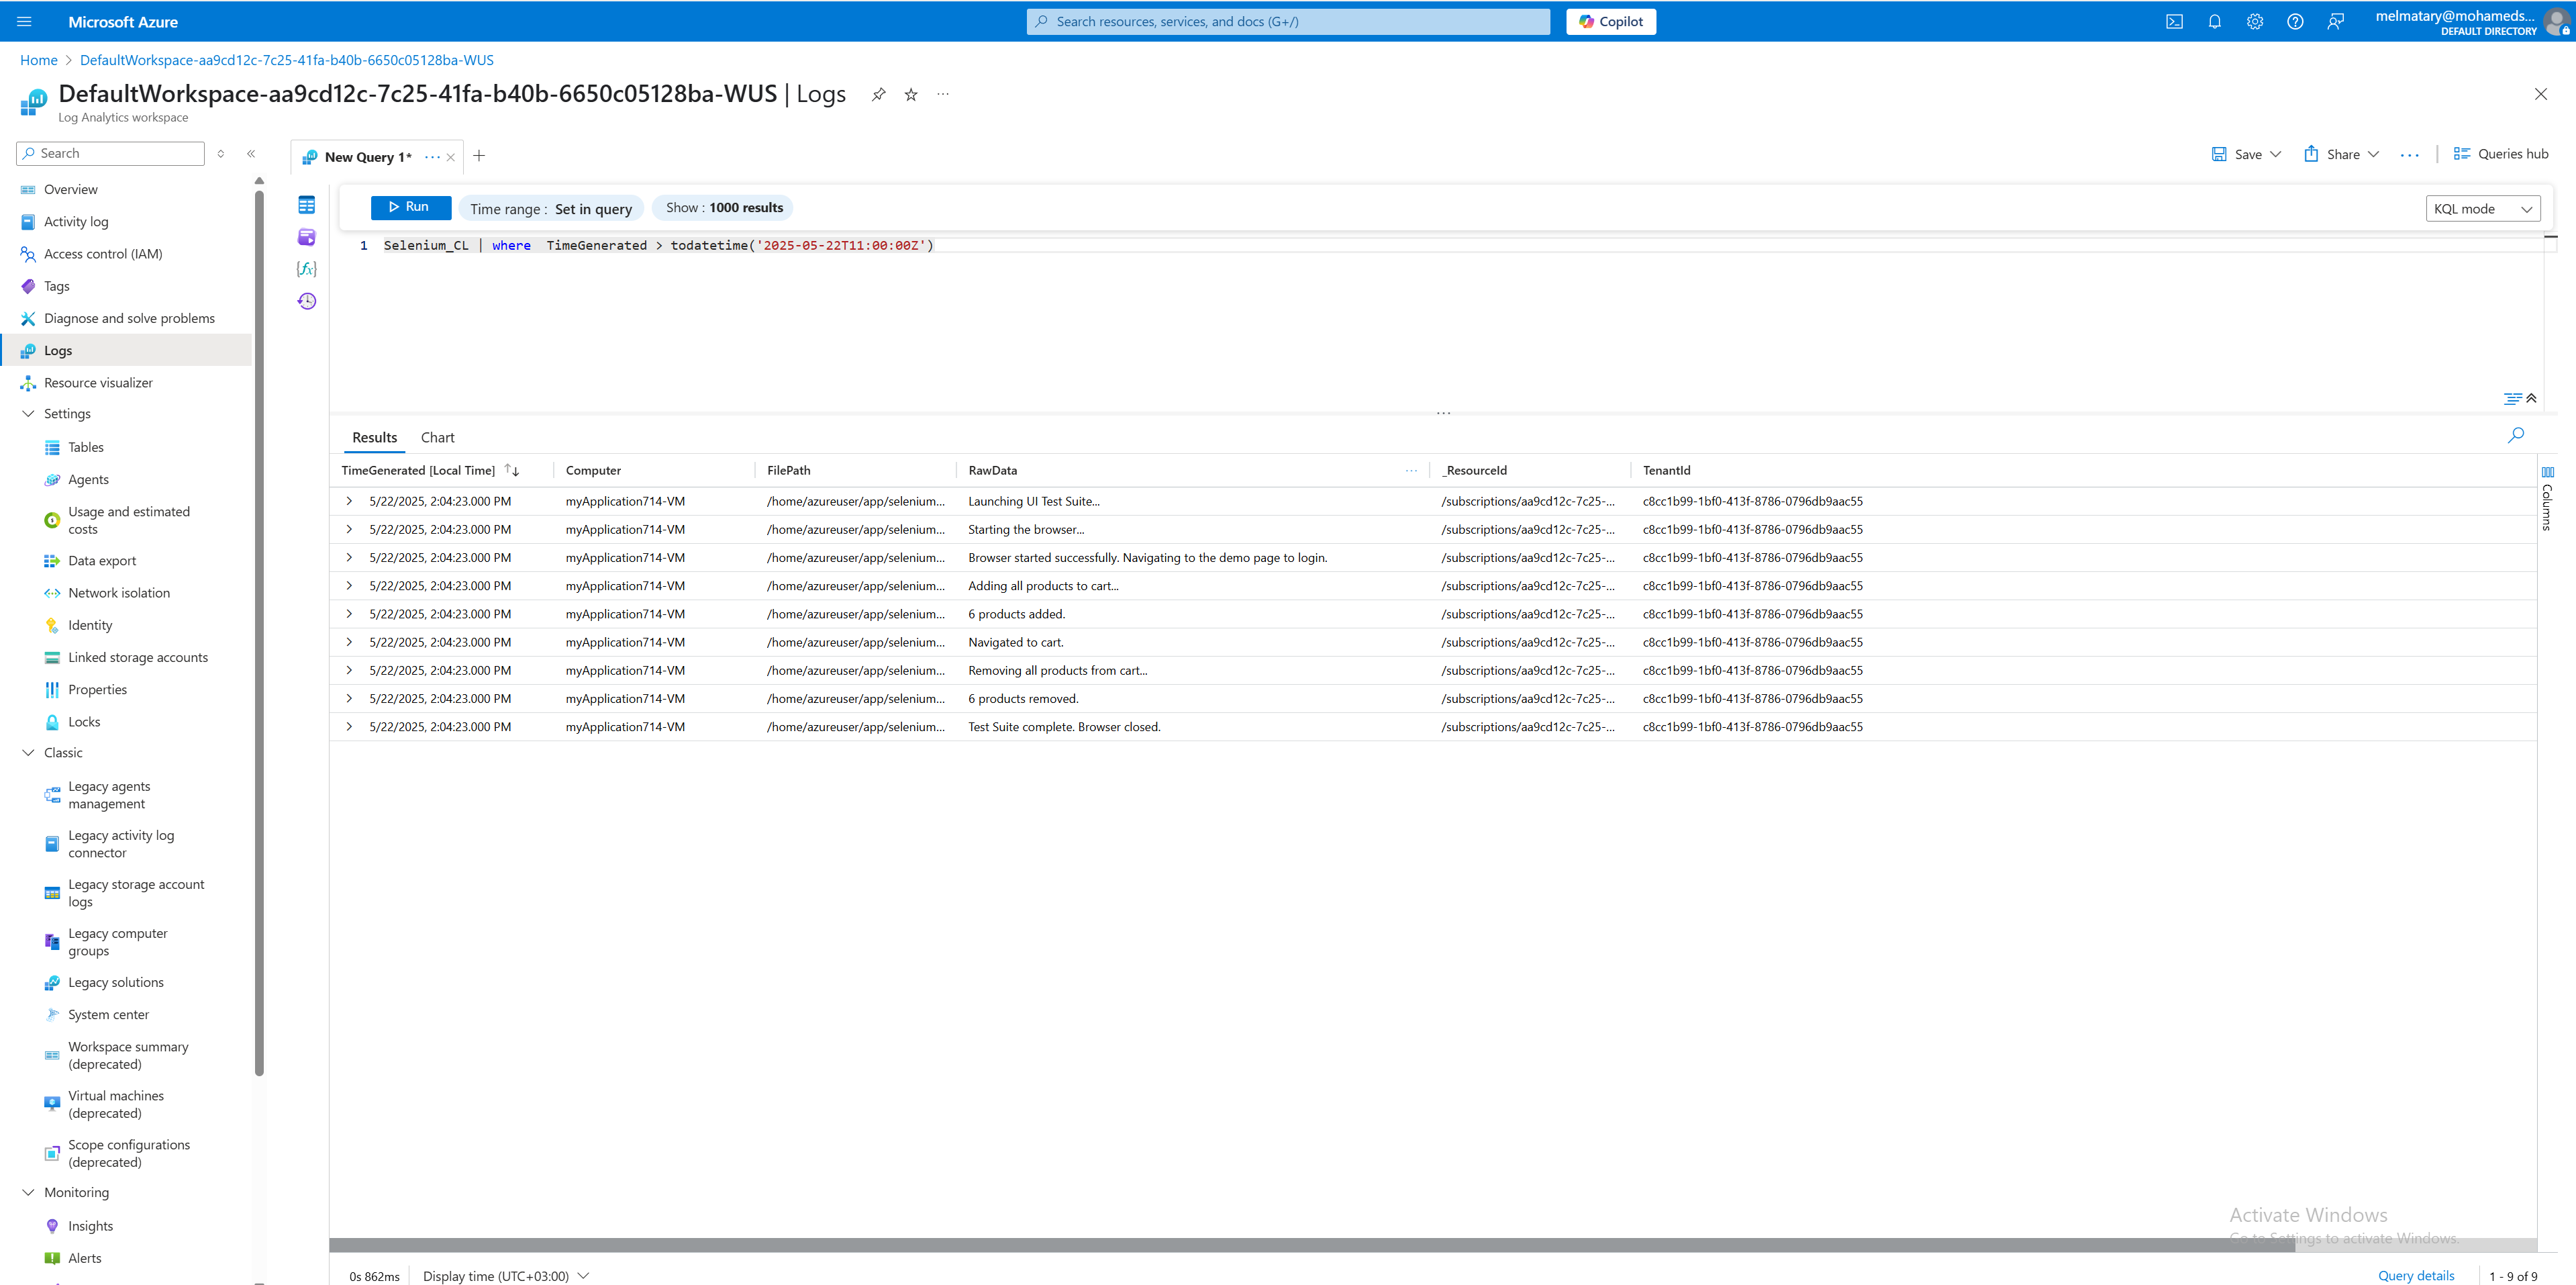 Microsoft Azure
Search resources, services, and docs (G+/)
Copilot
melmatary@mohameds...
DEFAULT DIRECTORY
Home > DefaultWorkspace-aa9cd12c-7c25-41fa-b40b-6650c05128ba-WUS
DefaultWorkspace-aa9cd12c-7c25-41fa-b40b-6650c05128ba-WUS | Logs
Log Analytics workspace
Search
Overview
Activity log
Access control (IAM)
Tags
Diagnose and solve problems
Logs
Resource visualizer
Settings
Tables
Agents
Usage and estimated
costs
Data export
Network isolation
Identity
Linked storage accounts
Properties
Locks
Classic
Legacy agents
management
Legacy activity log
connector
Legacy storage account
logs
Legacy computer
groups
Legacy solutions
System center
Workspace summary
(deprecated)
Virtual machines
(deprecated)
Scope configurations
(deprecated)
Monitoring
Insights
Alerts
New Query 1*
Save
Share
Queries hub
Run
Time range : Set in query
Show : 1000 results
KQL mode
1 Selenium_CL | where  TimeGenerated > todatetime('2025-05-22T11:00:00Z')
Results Chart
TimeGenerated [Local Time] Computer FilePath RawData _ResourceId TenantId
5/22/2025, 2:04:23.000 PM myApplication714-VM /home/azureuser/app/selenium... Launching UI Test Suite... /subscriptions/aa9cd12c-7c25-... c8cc1b99-1bf0-413f-8786-0796db9aac55
5/22/2025, 2:04:23.000 PM myApplication714-VM /home/azureuser/app/selenium... Starting the browser... /subscriptions/aa9cd12c-7c25-... c8cc1b99-1bf0-413f-8786-0796db9aac55
5/22/2025, 2:04:23.000 PM myApplication714-VM /home/azureuser/app/selenium... Browser started successfully. Navigating to the demo page to login. /subscriptions/aa9cd12c-7c25-... c8cc1b99-1bf0-413f-8786-0796db9aac55
5/22/2025, 2:04:23.000 PM myApplication714-VM /home/azureuser/app/selenium... Adding all products to cart... /subscriptions/aa9cd12c-7c25-... c8cc1b99-1bf0-413f-8786-0796db9aac55
5/22/2025, 2:04:23.000 PM myApplication714-VM /home/azureuser/app/selenium... 6 products added. /subscriptions/aa9cd12c-7c25-... c8cc1b99-1bf0-413f-8786-0796db9aac55
5/22/2025, 2:04:23.000 PM myApplication714-VM /home/azureuser/app/selenium... Navigated to cart. /subscriptions/aa9cd12c-7c25-... c8cc1b99-1bf0-413f-8786-0796db9aac55
5/22/2025, 2:04:23.000 PM myApplication714-VM /home/azureuser/app/selenium... Removing all products from cart... /subscriptions/aa9cd12c-7c25-... c8cc1b99-1bf0-413f-8786-0796db9aac55
5/22/2025, 2:04:23.000 PM myApplication714-VM /home/azureuser/app/selenium... 6 products removed. /subscriptions/aa9cd12c-7c25-... c8cc1b99-1bf0-413f-8786-0796db9aac55
5/22/2025, 2:04:23.000 PM myApplication714-VM /home/azureuser/app/selenium... Test Suite complete. Browser closed. /subscriptions/aa9cd12c-7c25-... c8cc1b99-1bf0-413f-8786-0796db9aac55
Columns
Activate Windows
Go to Settings to activate Windows.
0s 862ms
Display time (UTC+03:00)
Query details
1 - 9 of 9